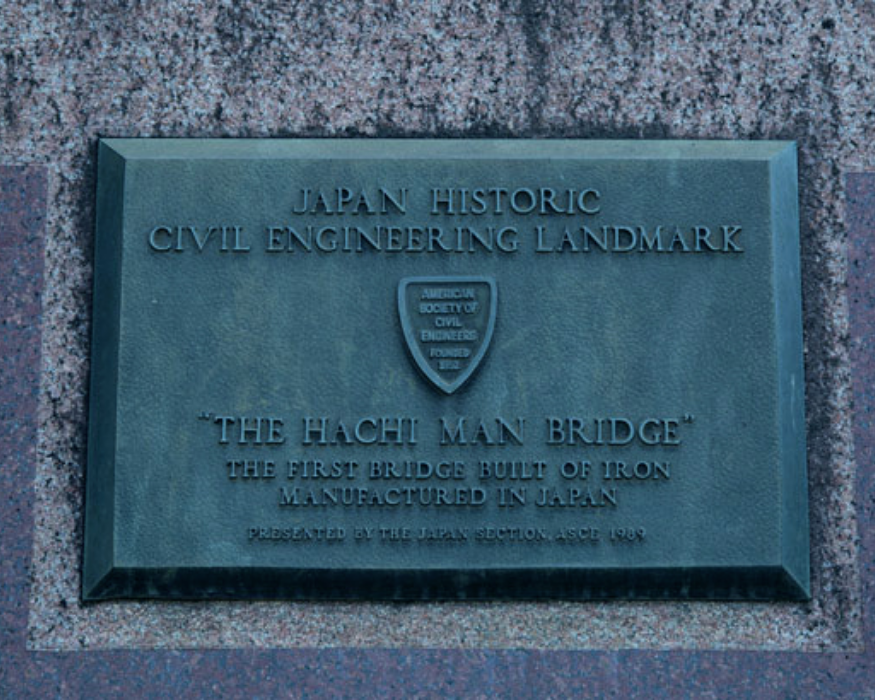 JAPAN HISTORIC
CIVIL ENGINEERING LANDMARK
AMERICAN
SOCIETY OF
CIVIL
ENGINEERS
FOUNDED
1852
"THE HACHI MAN BRIDGE"
THE FIRST BRIDGE BUILT OF IRON
MANUFACTURED IN JAPAN
PRESENTED BY THE JAPAN SECTION, ASCE 1989